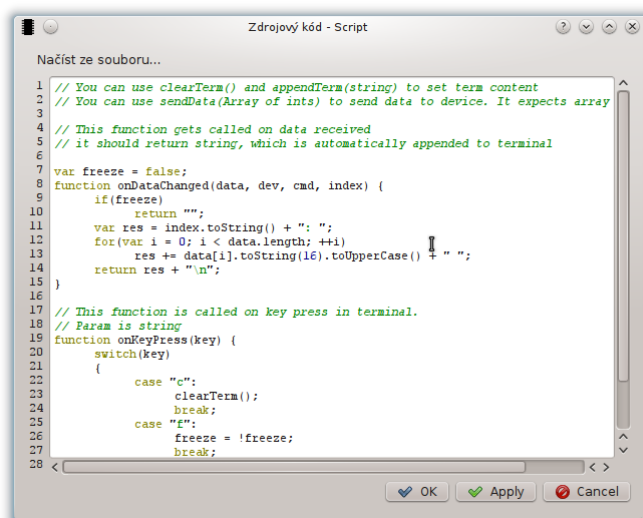 Zdrojový kód - Script
Načíst ze souboru...
1 // You can use clearTerm() and appendTerm(string) to set term content
2 // You can use sendData(Array of ints) to send data to device. It expects array
3
4 // This function gets called on data received
5 // it should return string, which is automatically appended to terminal
6
7 var freeze = false;
8 function onDataChanged(data, dev, cmd, index) {
9 if(freeze)
10 return "";
11 var res = index.toString() + ": ";
12 for(var i = 0; i < data.length; ++i)
13 res += data[i].toString(16).toUpperCase() + " ";
14 return res + "\n";
15 }
16
17 // This function is called on key press in terminal.
18 // Param is string
19 function onKeyPress(key) {
20 switch(key)
21 {
22 case "c":
23 clearTerm();
24 break;
25 case "f":
26 freeze = !freeze;
27 break;
28
OK Apply Cancel